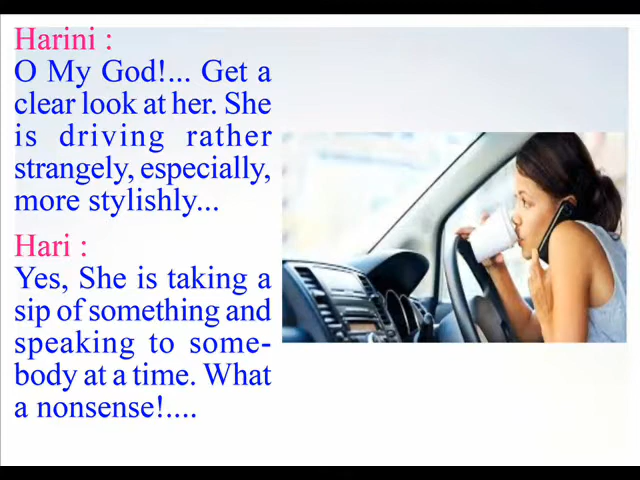 Harini :
O My God!... Get a
clear look at her. She
is driving rather
strangely, especially,
more stylishly...
Hari :
Yes, She is taking a
sip of something and
speaking to some-
body at a time. What
a nonsense!....